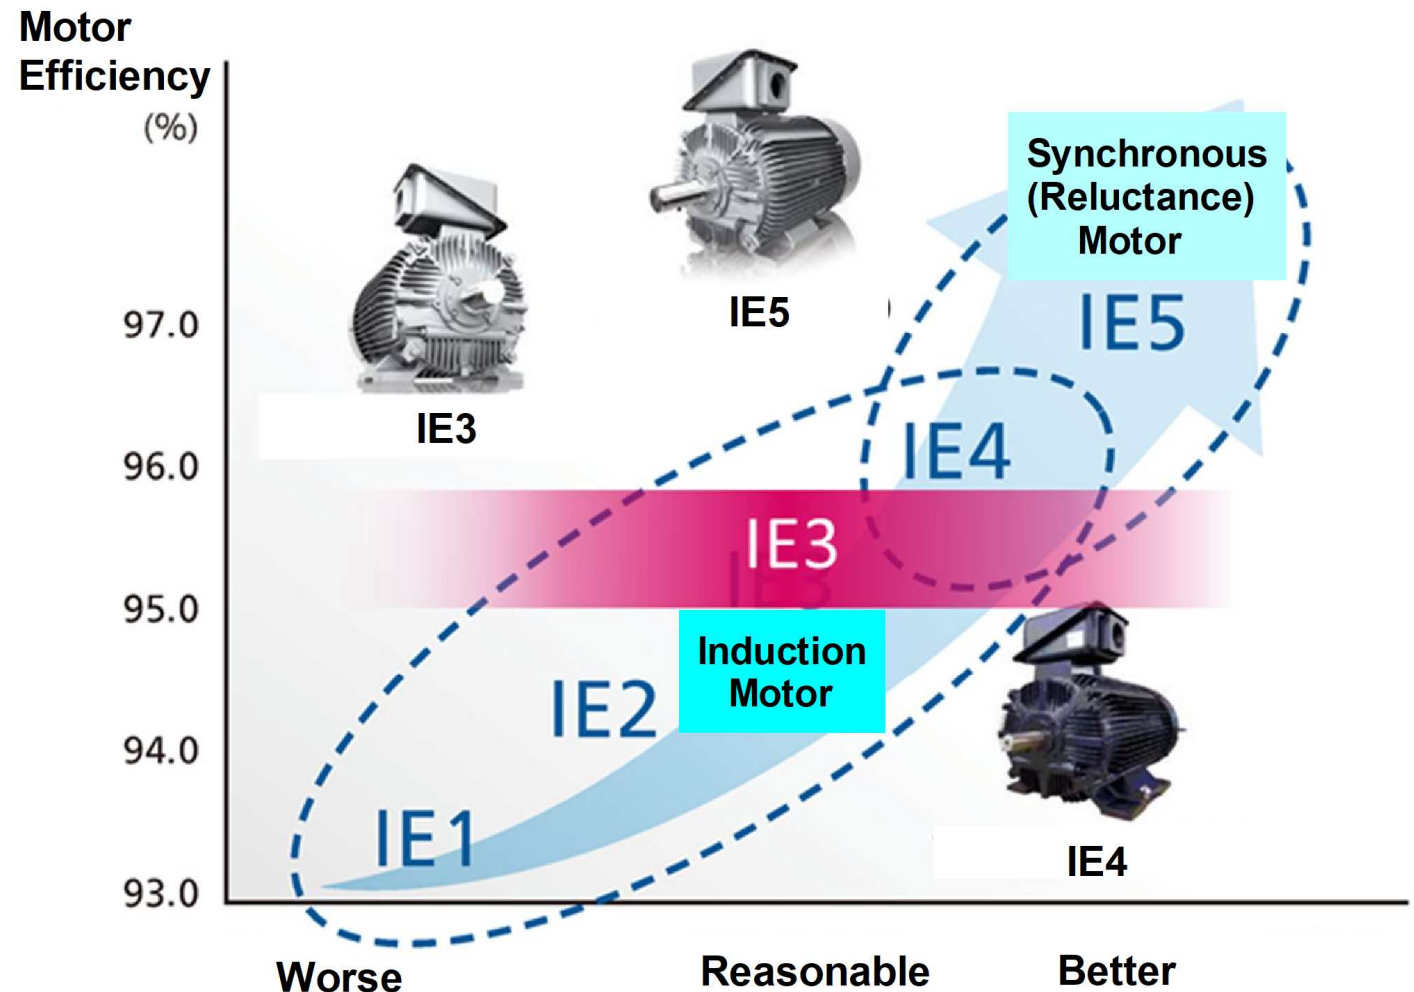 Motor
Efficiency
(%)
97.0
96.0
95.0
94.0
93.0
IE3
IE5
Synchronous
(Reluctance)
Motor
IE5
IE4
IE3
IE3
Induction
Motor
IE2
IE1
IE4
Worse
Reasonable
Better